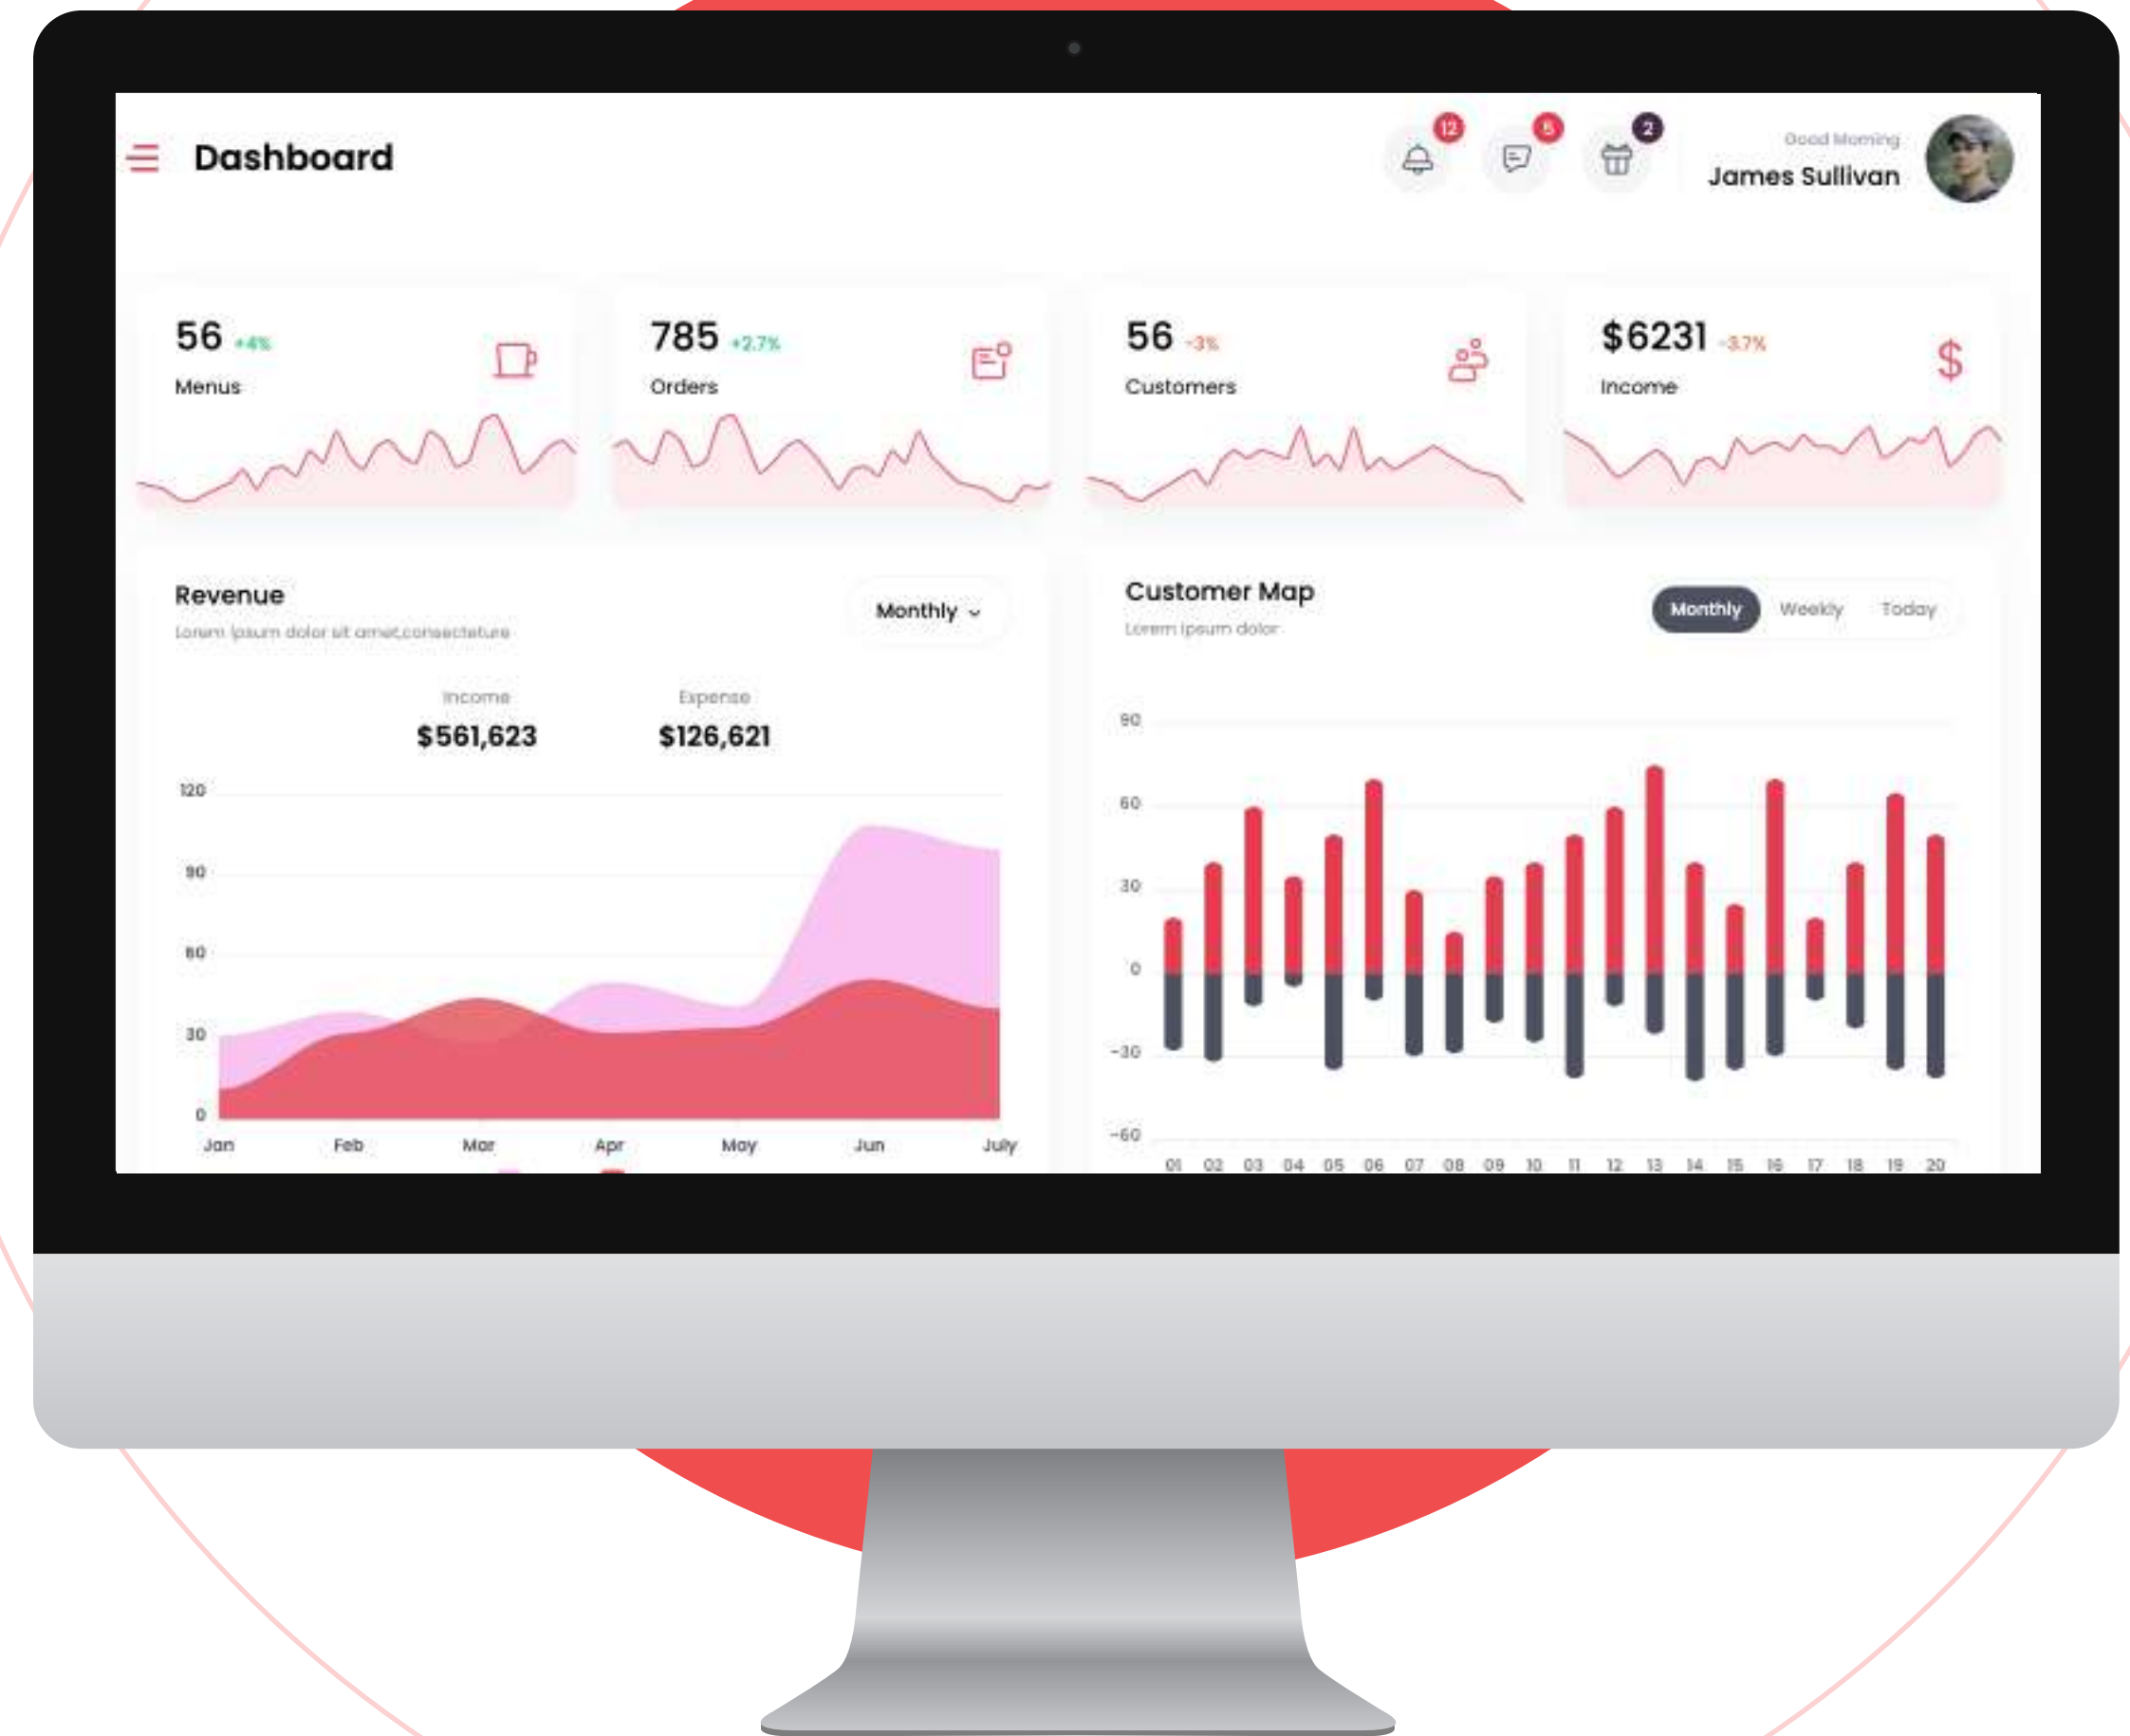 Dashboard
12
5
2
Good Morning
James Sullivan
56 +4%
Menus
785 +2.7%
Orders
56 -3%
Customers
$6231 -3.7%
Income
$
Revenue
Lorem ipsum dolor sit amet,consecteture
Monthly
Income
$561,623
Expense
$126,621
120
90
60
30
0
Jan Feb Mar Apr May Jun July
Customer Map
Lorem ipsum dolor
Monthly Weekly Today
90
60
30
0
-30
-60
01 02 03 04 05 06 07 08 09 10 11 12 13 14 15 16 17 18 19 20